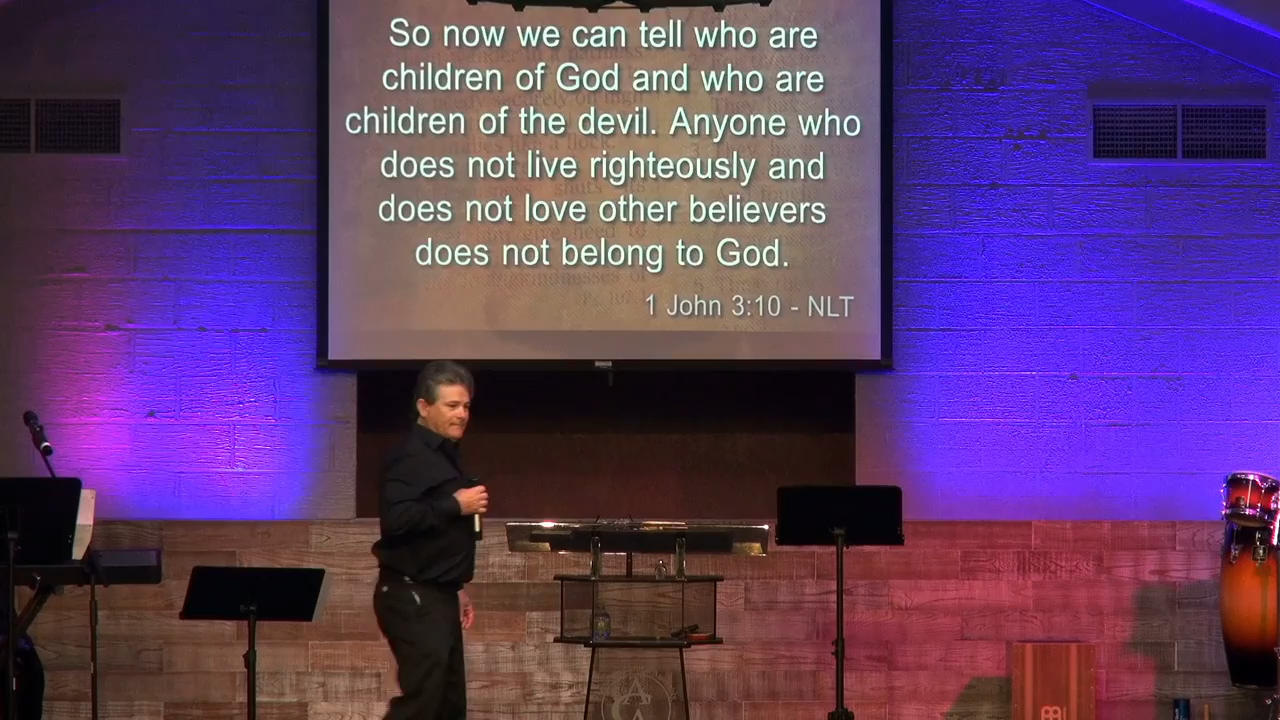 So now we can tell who are
children of God and who are
children of the devil. Anyone who
does not live righteously and
does not love other believers
does not belong to God.
1 John 3:10 - NLT